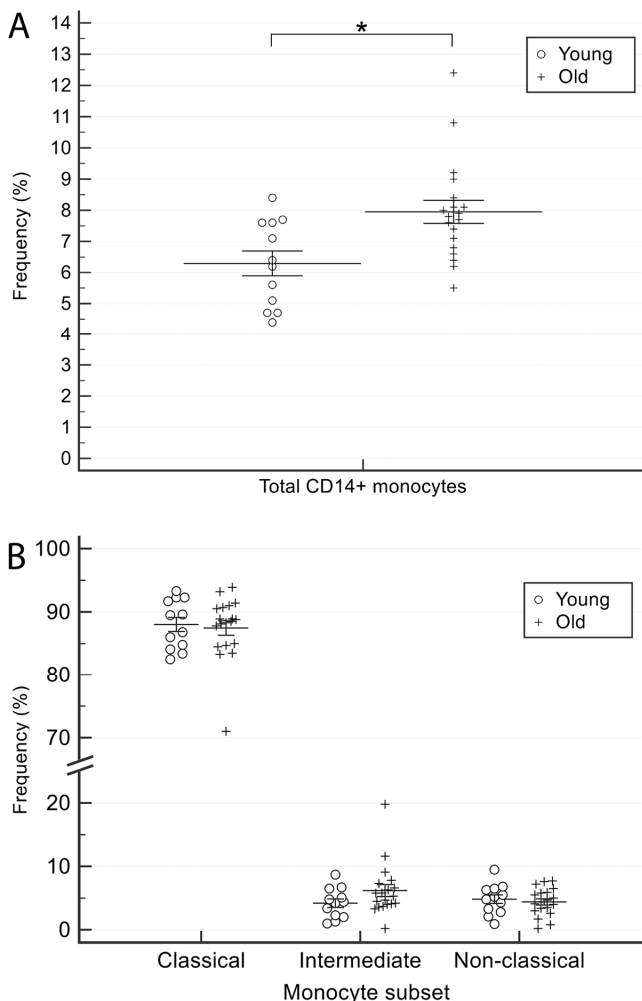 A
*
Young
Old
Frequency (%)
14
13
12
11
10
9
8
7
6
5
4
3
2
1
0
Total CD14+ monocytes
B
Young
Old
Frequency (%)
100
90
80
70
20
10
0
Classical Intermediate Non-classical
Monocyte subset